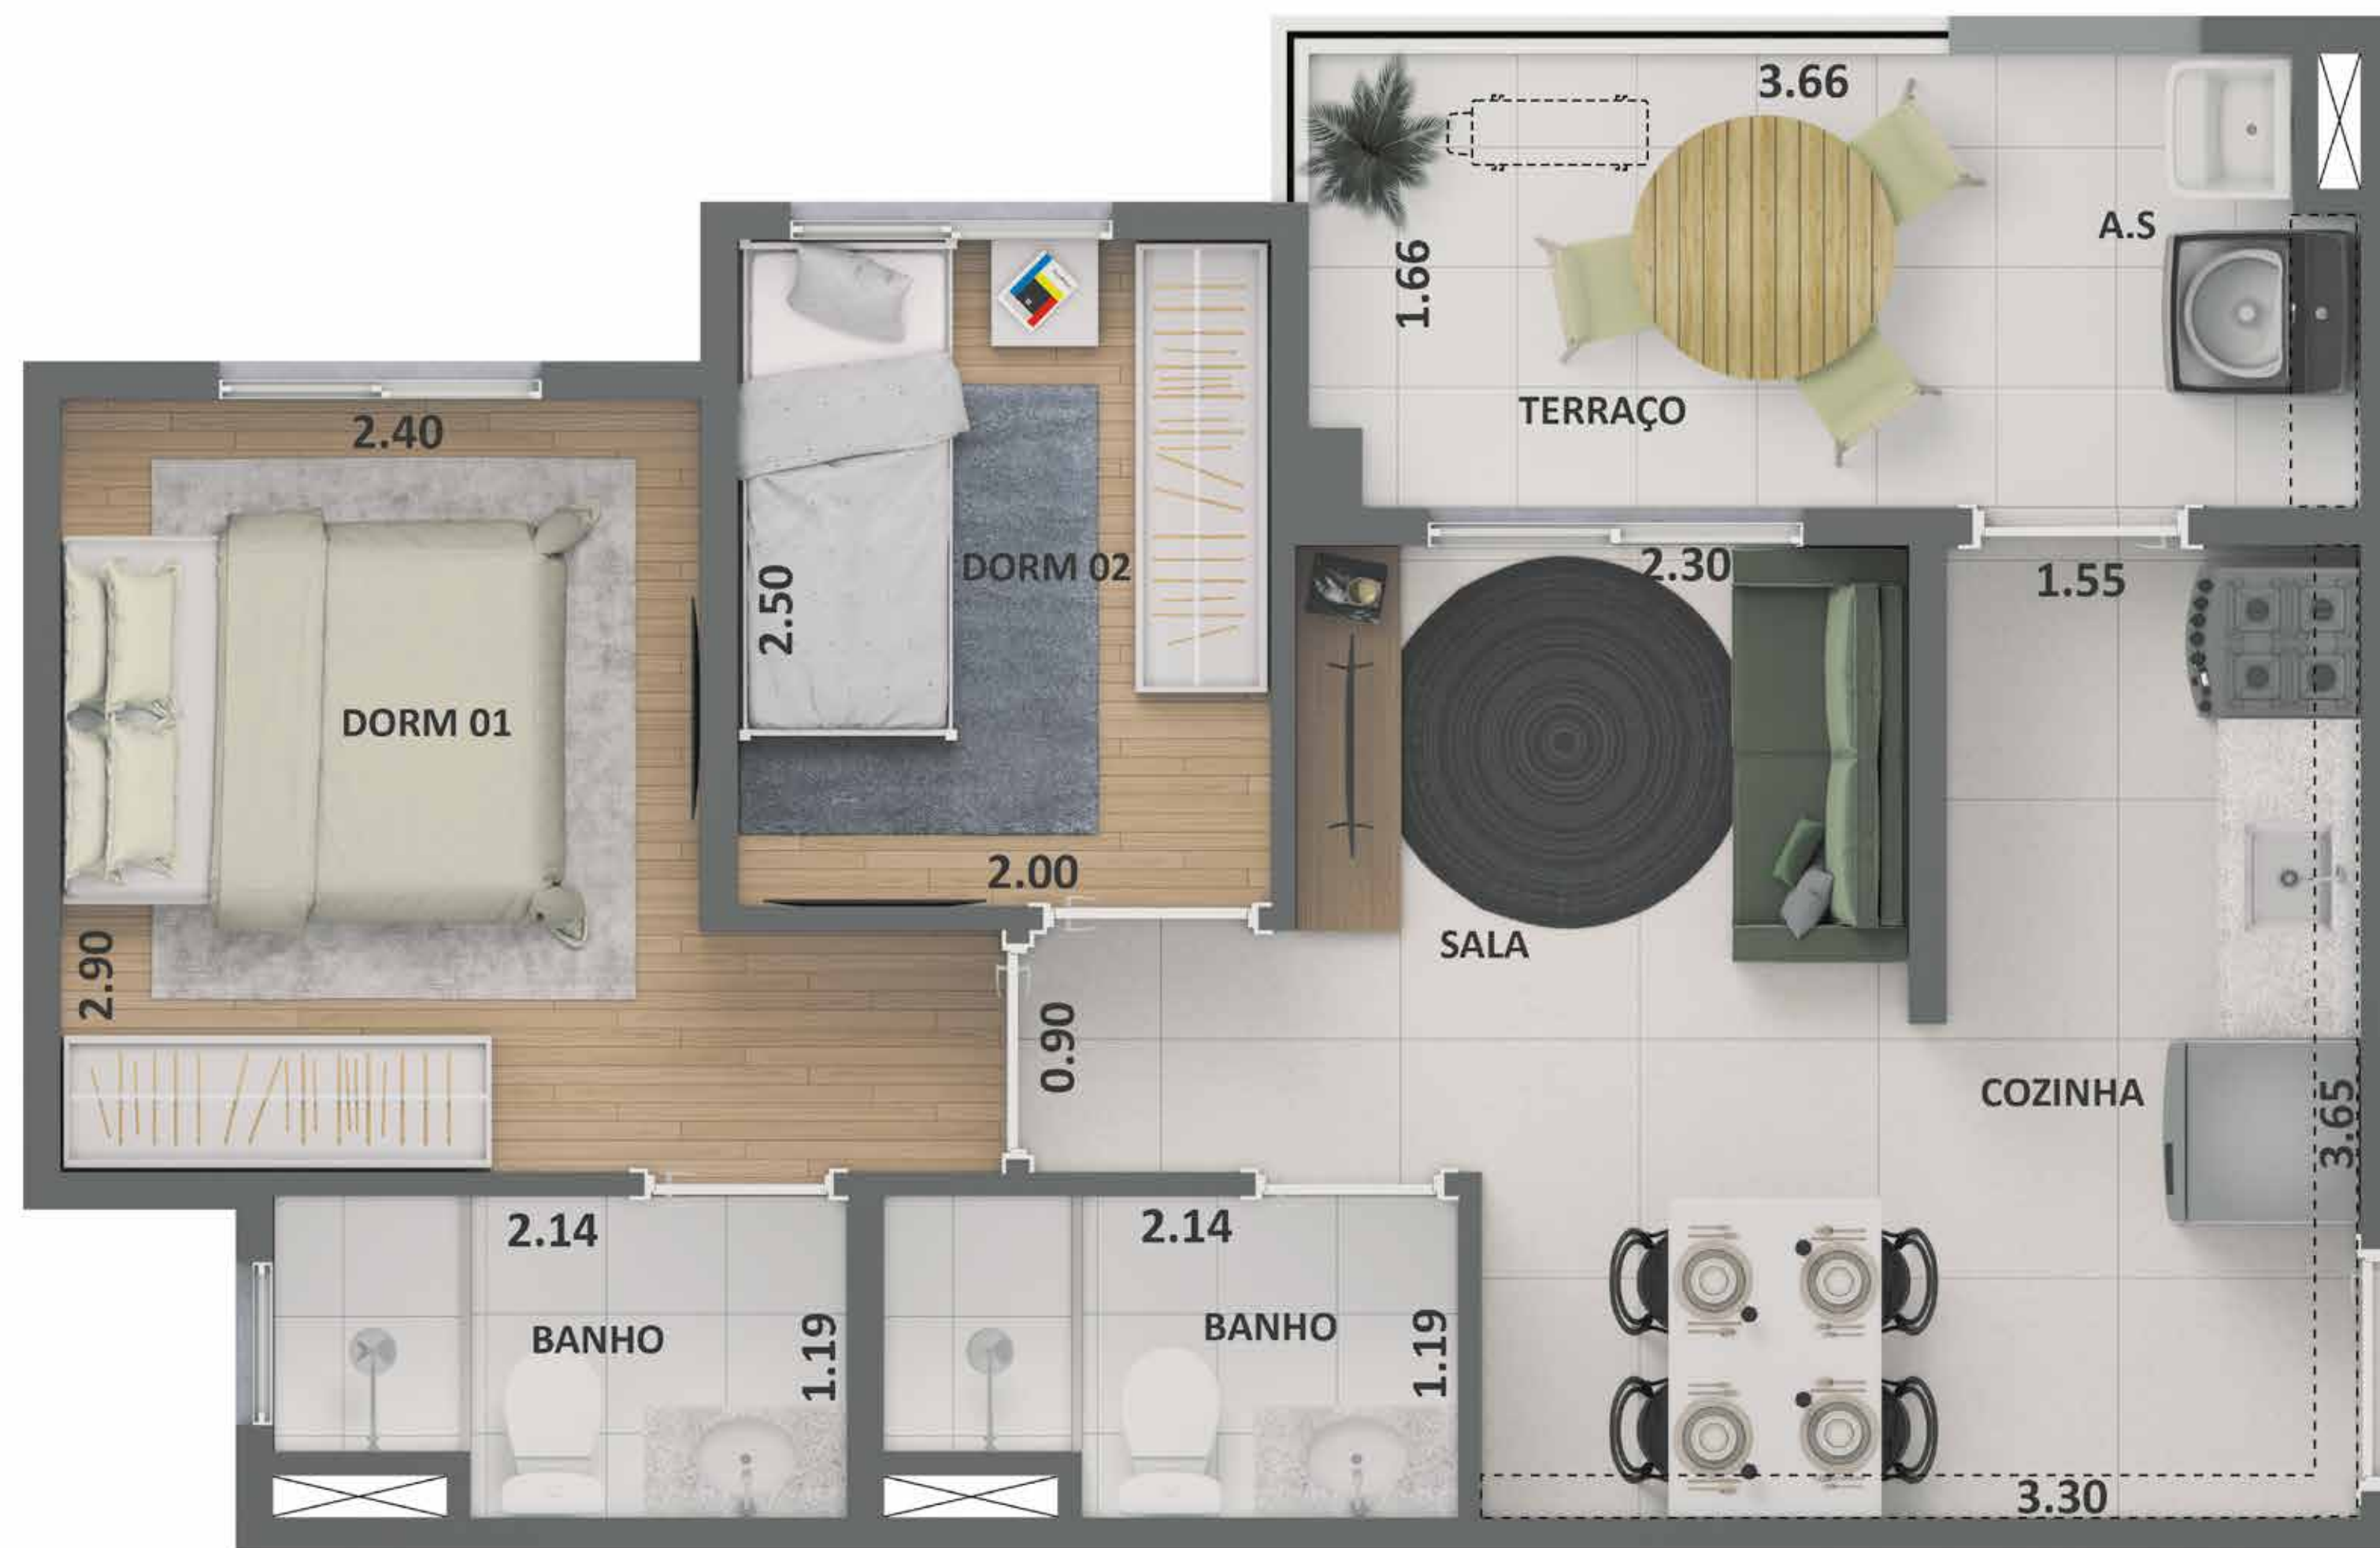 3.66
A.S
1.66
TERRAÇO
2.40
DORM 01
2.90
2.50
DORM 02
2.00
2.30
SALA
1.55
COZINHA
3.65
0.90
2.14
BANHO
1.19
2.14
BANHO
1.19
3.30